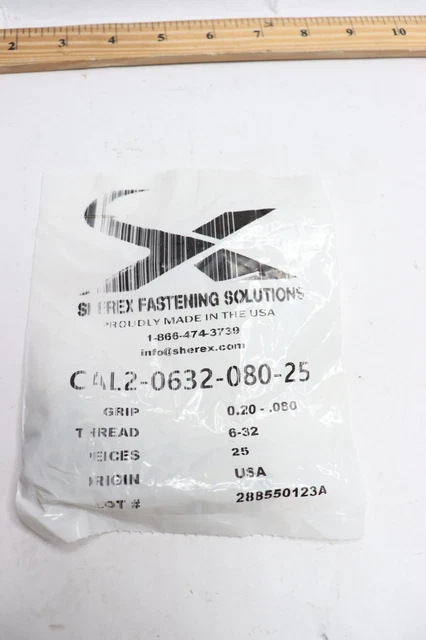 2 3 4 5 6 7 8 9 10
SHEREX FASTENING SOLUTIONS
PROUDLY MADE IN THE USA
1-866-474-3739
info@sherex.com
CAL2-0632-080-25
GRIP 0.20-.080
THREAD 6-32
PEICES 25
ORIGIN USA
LOT # 288550123A